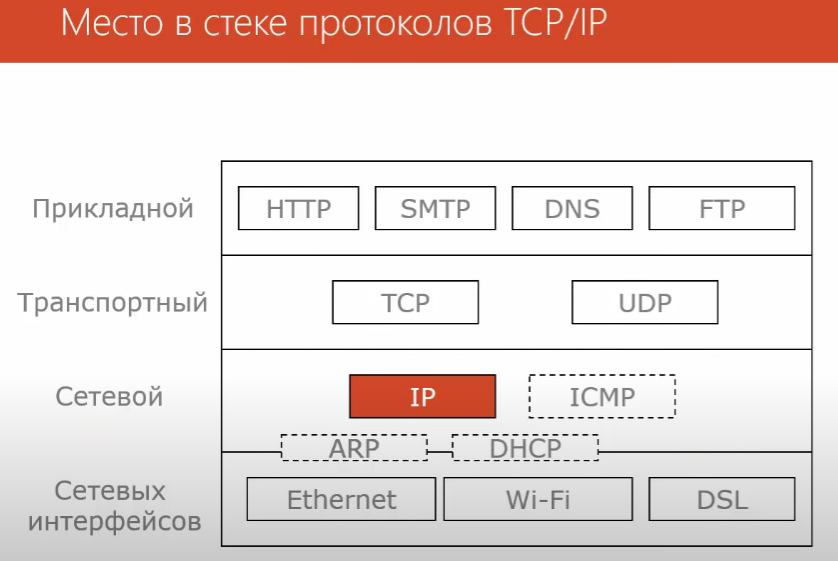 Место в стеке протоколов TCP/IP
Прикладной
HTTP
SMTP
DNS
FTP
Транспортный
TCP
UDP
Сетевой
IP
ICMP
ARP
DHCP
Сетевых
интерфейсов
Ethernet
Wi-Fi
DSL